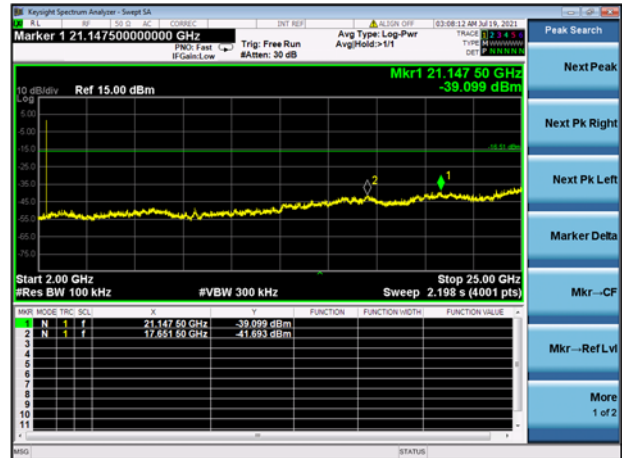 Keysight Spectrum Analyzer - Swept SA
RL RF 50 Ω AC CORREC INT REF ALIGN OFF 03:08:12 AM Jul 19, 2021
Marker 1 21.147500000000 GHz
PNO: Fast
IFGain:Low
Trig: Free Run
#Atten: 30 dB
Avg Type: Log-Pwr
Avg|Hold:>1/1
TRACE 1 2 3 4 5 6
TYPE M W W W W W
DET P N N N N N
Peak Search
Mkr1 21.147 50 GHz
-39.099 dBm
10 dB/div Ref 15.00 dBm
Log
5.00
-5.00
-15.0
-25.0
-35.0
-45.0
-55.0
-65.0
-75.0
2
1
Start 2.00 GHz
Stop 25.00 GHz
#Res BW 100 kHz
#VBW 300 kHz
Sweep 2.198 s (4001 pts)
MKR MODE TRC SCL X Y FUNCTION FUNCTION WIDTH FUNCTION VALUE
1 N 1 f 21.147 50 GHz -39.099 dBm
2 N 1 f 17.651 50 GHz -41.693 dBm
3
4
5
6
7
8
9
10
11
Next Peak
Next Pk Right
Next Pk Left
Marker Delta
Mkr→CF
Mkr→Ref Lvl
More
1 of 2
MSG
STATUS